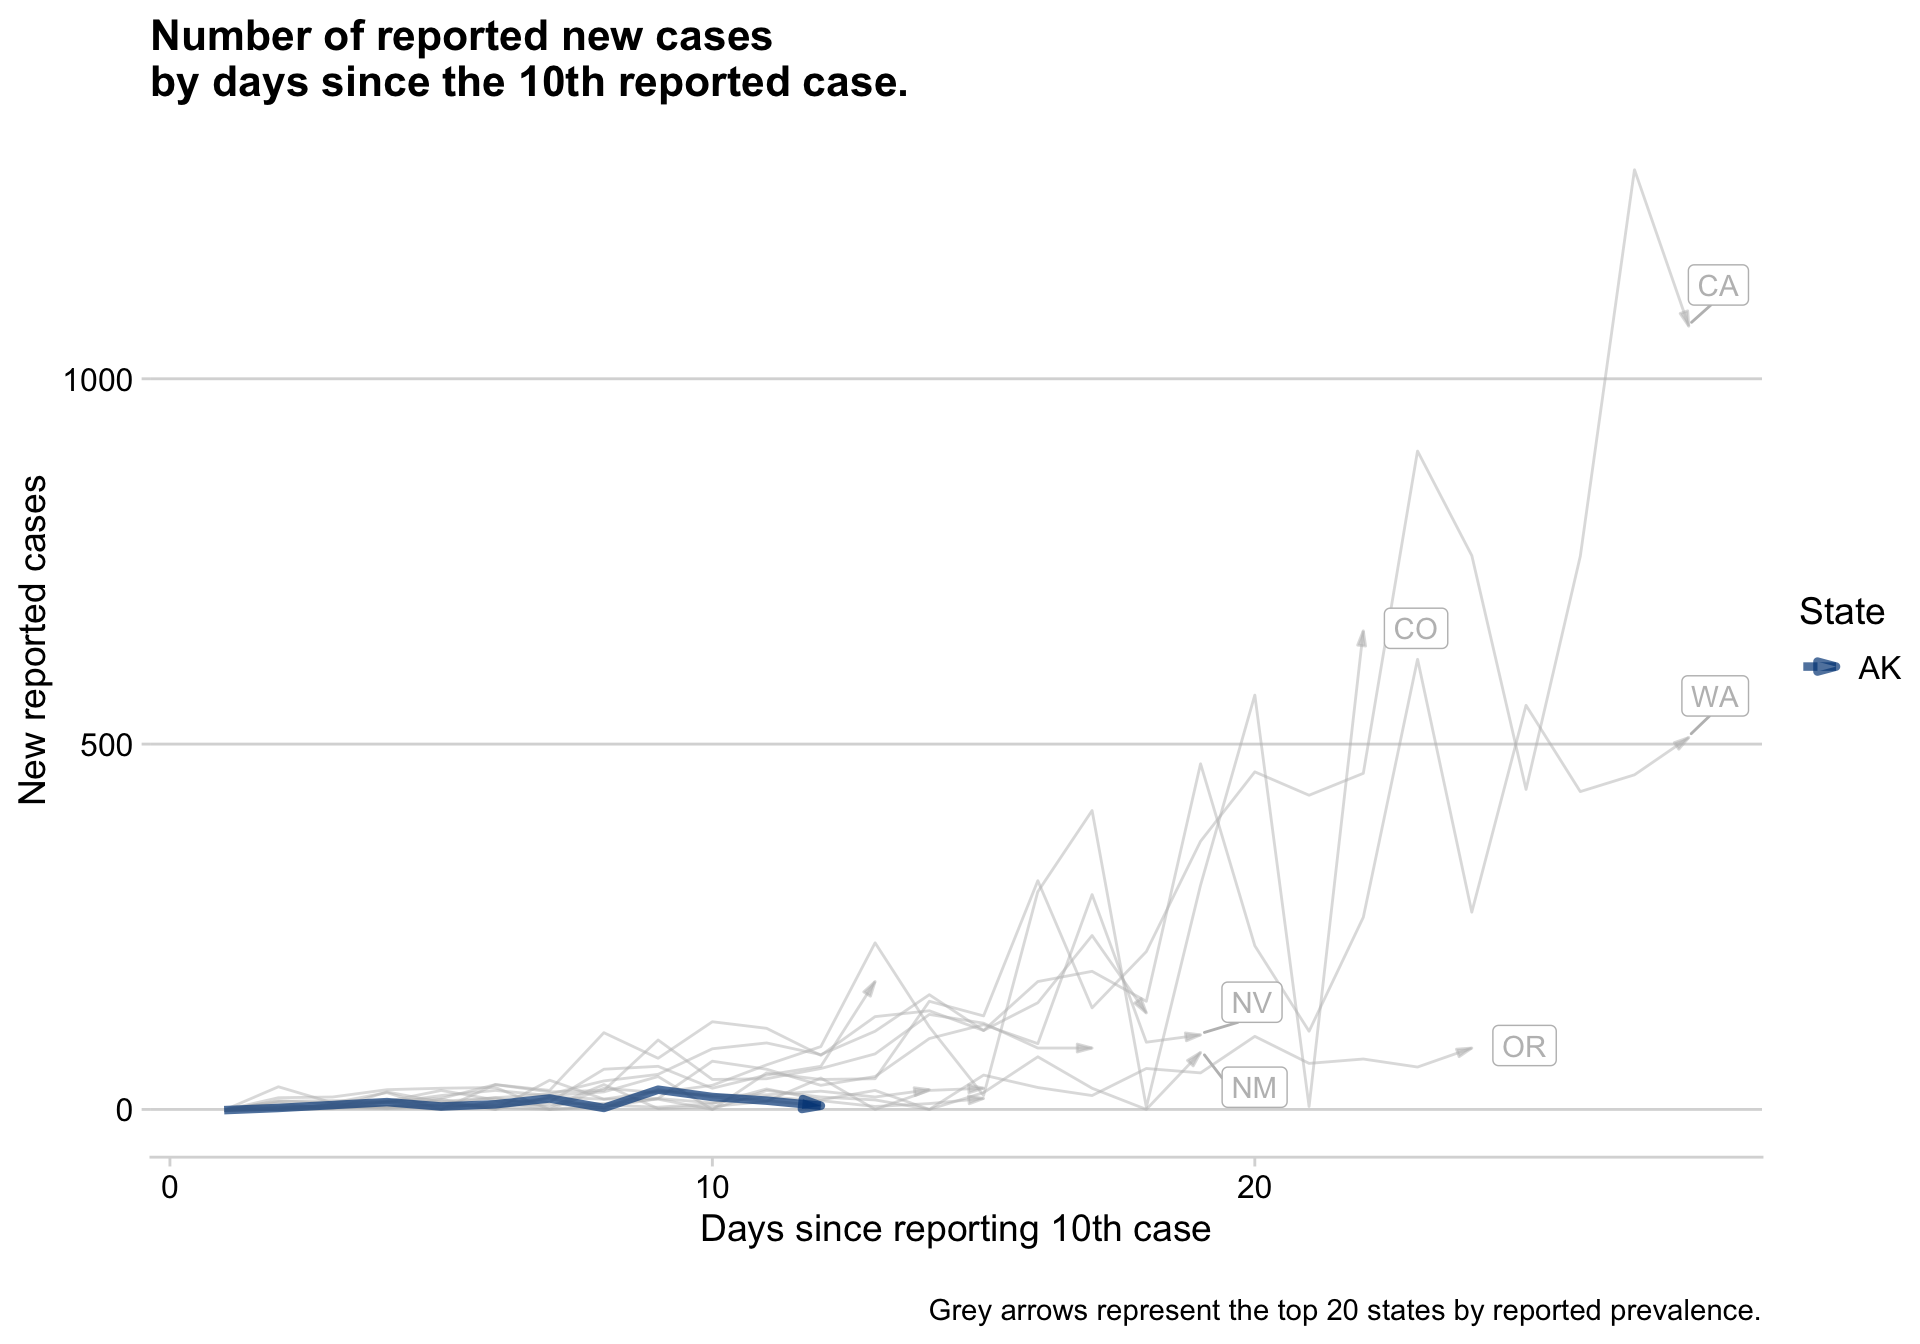 Number of reported new cases
by days since the 10th reported case.
New reported cases
1000
500
0
CA
CO
WA
NV
OR
NM
State
AK
0
10
20
Days since reporting 10th case
Grey arrows represent the top 20 states by reported prevalence.